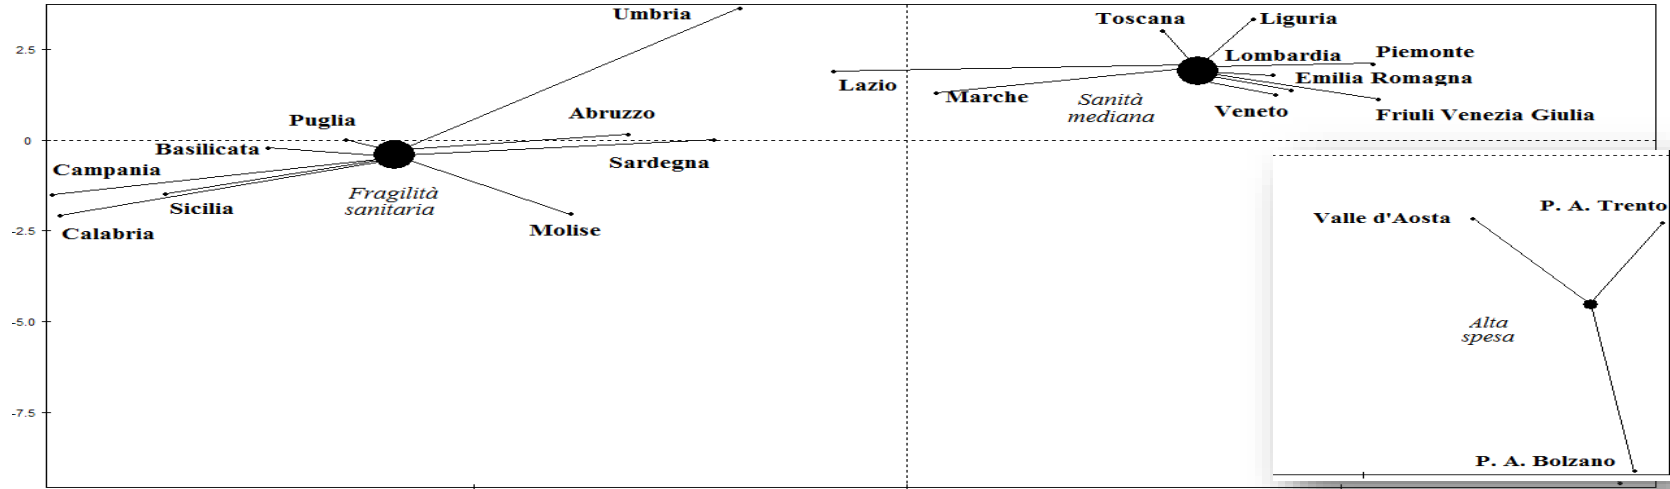 Umbria
Toscana
Liguria
2.5
Lombardia
Piemonte
Lazio
Emilia Romagna
Marche
Sanità
mediana
Veneto
Friuli Venezia Giulia
Puglia
Abruzzo
0
Basilicata
Sardegna
Campania
Fragilità
sanitaria
Sicilia
Calabria
Molise
-2.5
Valle d'Aosta
P. A. Trento
-5.0
Alta
spesa
-7.5
P. A. Bolzano